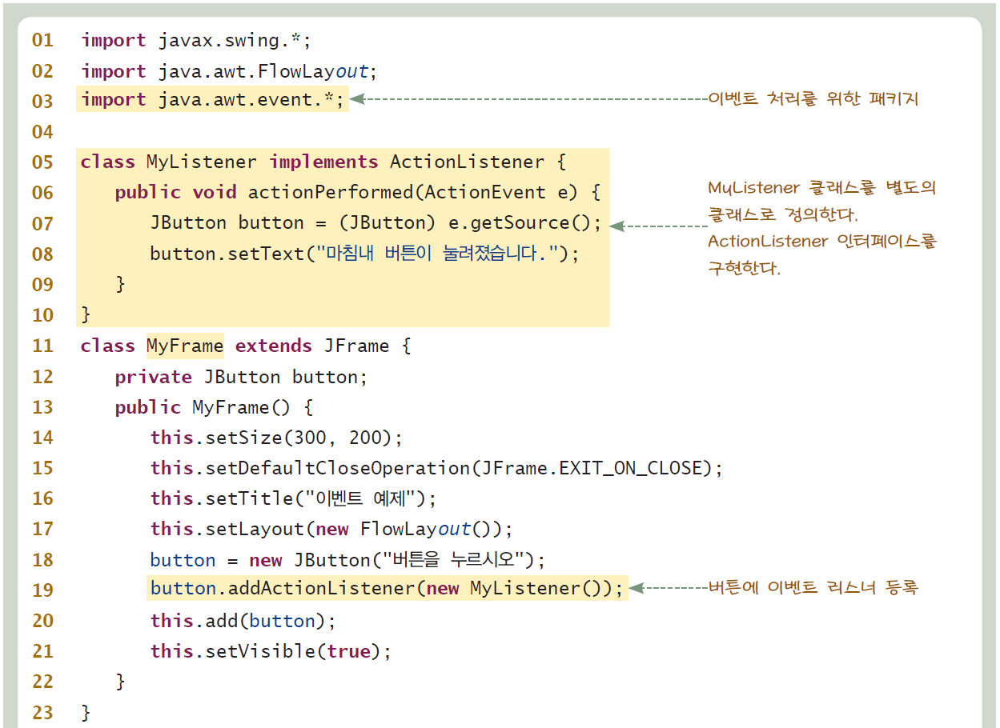 01 import javax.swing.*;
02 import java.awt.FlowLayout;
03 import java.awt.event.*;
이벤트 처리를 위한 패키지
04
05 class MyListener implements ActionListener {
06 public void actionPerformed(ActionEvent e) {
07 JButton button = (JButton) e.getSource();
08 button.setText("마침내 버튼이 눌려졌습니다.");
09 }
10 }
MyListener 클래스를 별도의
클래스로 정의한다.
ActionListener 인터페이스를
구현한다.
11 class MyFrame extends JFrame {
12 private JButton button;
13 public MyFrame() {
14 this.setSize(300, 200);
15 this.setDefaultCloseOperation(JFrame.EXIT_ON_CLOSE);
16 this.setTitle("이벤트 예제");
17 this.setLayout(new FlowLayout());
18 button = new JButton("버튼을 누르시오");
19 button.addActionListener(new MyListener());
버튼에 이벤트 리스너 등록
20 this.add(button);
21 this.setVisible(true);
22 }
23 }